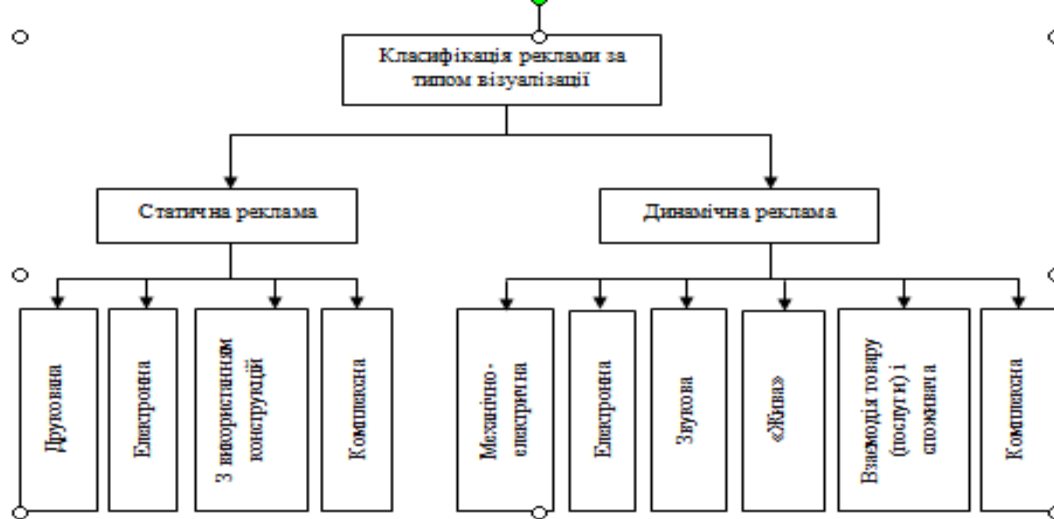 Класифікація реклами за
типом візуалізації
Статична реклама
Динамічна реклама
Друкована
Електронна
З використанням
конструкцій
Комплексна
Механічно-
електрична
Електронна
Звукова
«Жива»
Взаємодія товару
(послуги) і
споживача
Комплексна